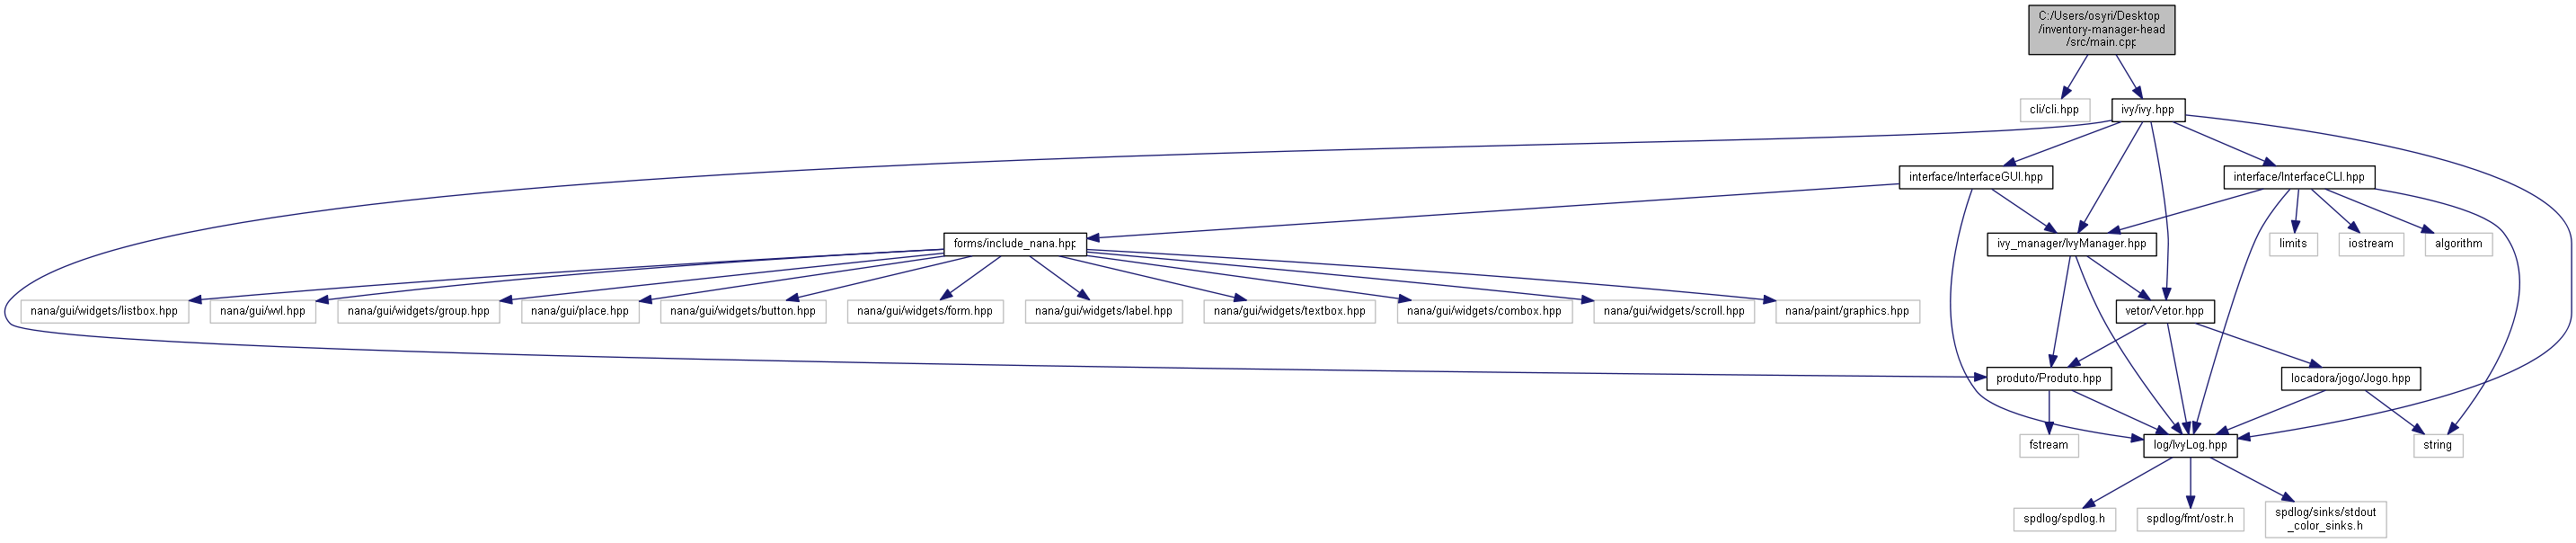 C:/Users/osyri/Desktop
/inventory-manager-head
/src/main.cpp
cli/cli.hpp
ivy/ivy.hpp
interface/InterfaceGUI.hpp
interface/InterfaceCLI.hpp
forms/include_nana.hpp
ivy_manager/IvyManager.hpp
limits
iostream
algorithm
nana/gui/widgets/listbox.hpp
nana/gui/wvl.hpp
nana/gui/widgets/group.hpp
nana/gui/place.hpp
nana/gui/widgets/button.hpp
nana/gui/widgets/form.hpp
nana/gui/widgets/label.hpp
nana/gui/widgets/textbox.hpp
nana/gui/widgets/combox.hpp
nana/gui/widgets/scroll.hpp
nana/paint/graphics.hpp
vetor/Vetor.hpp
produto/Produto.hpp
locadora/jogo/Jogo.hpp
fstream
log/IvyLog.hpp
string
spdlog/spdlog.h
spdlog/fmt/ostr.h
spdlog/sinks/stdout
_color_sinks.h